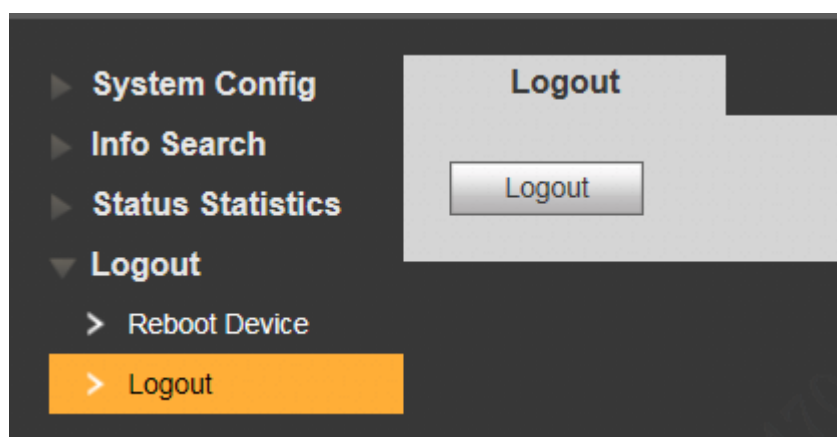 System Config
Info Search
Status Statistics
Logout
Reboot Device
Logout
Logout
Logout